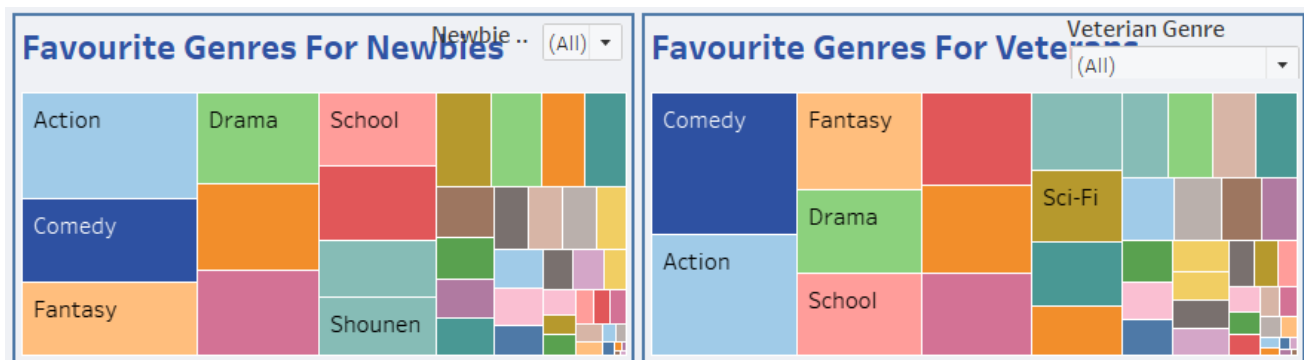 Favourite Genres For Newbies
Newbie ..
(All)
Action
Drama
School
Comedy
Fantasy
Shounen
Favourite Genres For Veterans
Veterian Genre
(All)
Comedy
Fantasy
Sci-Fi
Drama
Action
School